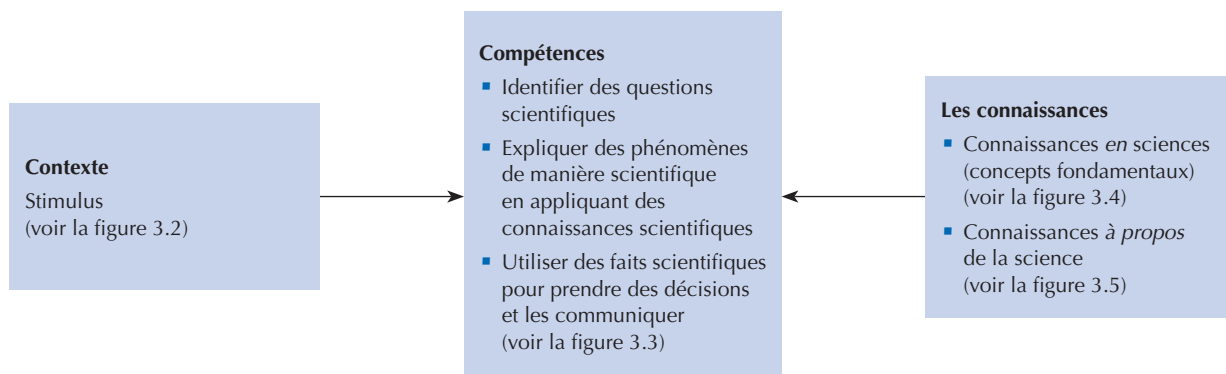 Contexte
Stimulus
(voir la figure 3.2)
Compétences
▪ Identifier des questions
scientifiques
▪ Expliquer des phénomènes
de manière scientifique
en appliquant des
connaissances scientifiques
▪ Utiliser des faits scientifiques
pour prendre des décisions
et les communiquer
(voir la figure 3.3)
Les connaissances
▪ Connaissances en sciences
(concepts fondamentaux)
(voir la figure 3.4)
▪ Connaissances à propos
de la science
(voir la figure 3.5)